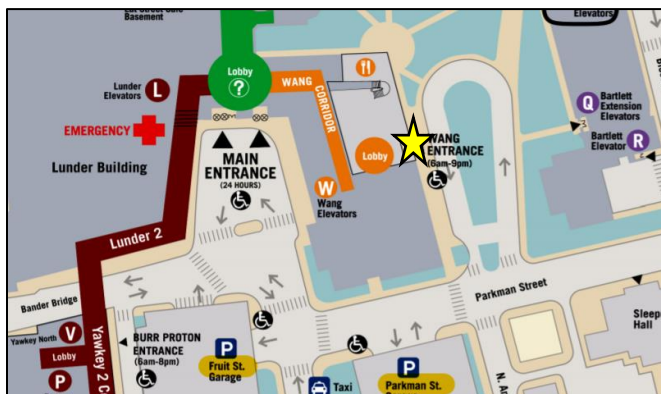 Basement
Elevators
Lobby
?
WANG
CORRIDOR
Lunder
Elevators
L
EMERGENCY
Lunder Building
MAIN
ENTRANCE
(24 HOURS)
Lobby
W
Wang
Elevators
WANG
ENTRANCE
(6am-9pm)
Q
Bartlett
Extension
Elevators
Bartlett
Elevator
R
Lunder 2
Bander Bridge
Yawkey North
V
Lobby
P
Yawkey 2
BURR PROTON
ENTRANCE
(6am-8pm)
P
Fruit St.
Garage
Taxi
P
Parkman St.
Parkman Street
Sleep
Hall